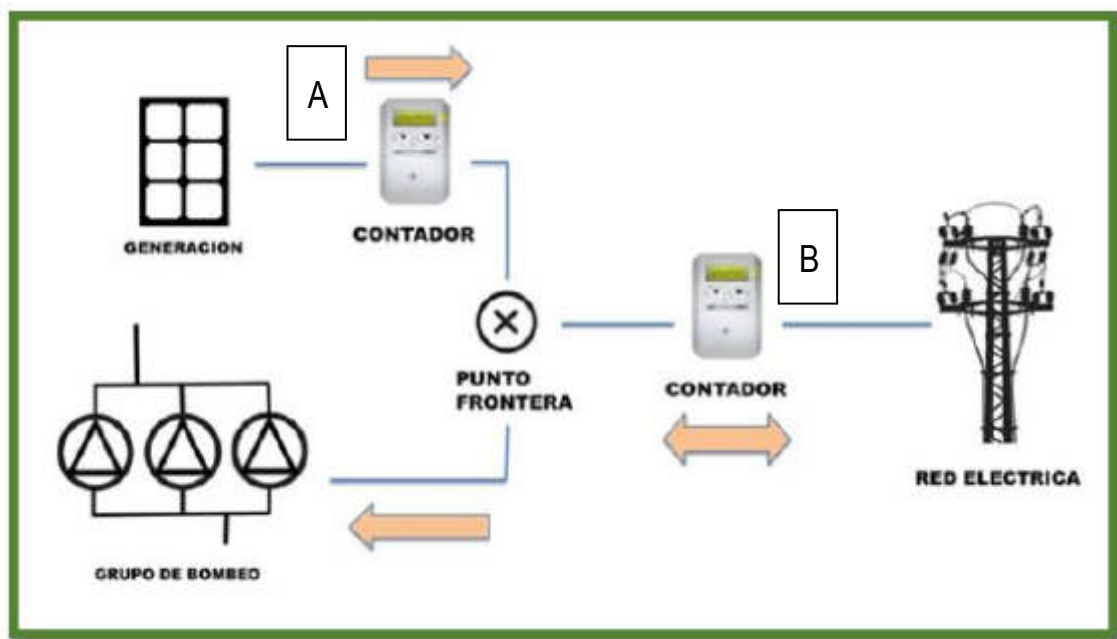 A
GENERACION
CONTADOR
B
PUNTO
FRONTERA
CONTADOR
RED ELECTRICA
GRUPO DE BOMBEO